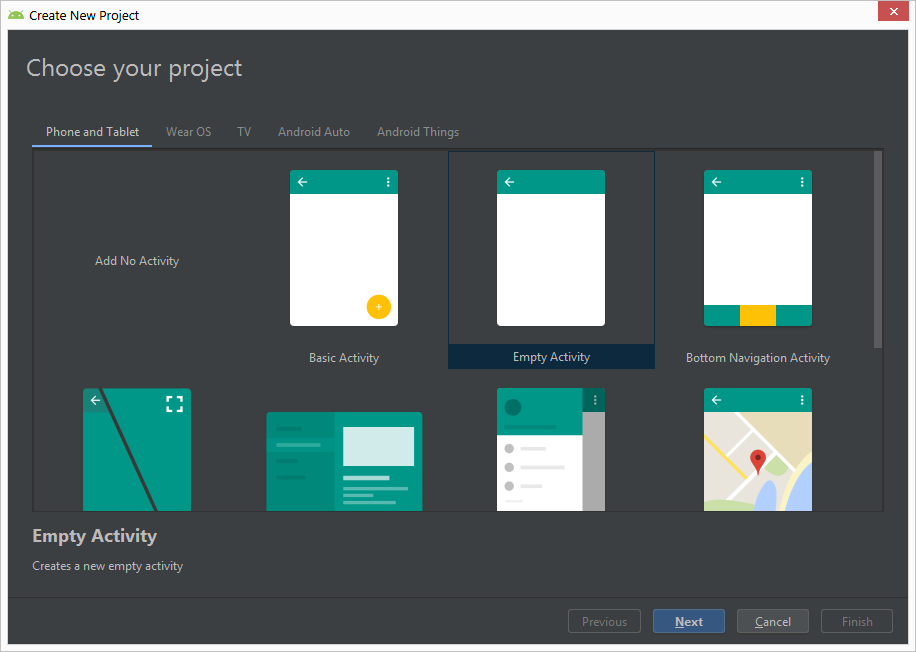 Create New Project
Choose your project
Phone and Tablet Wear OS TV Android Auto Android Things
Add No Activity
Basic Activity
Empty Activity
Bottom Navigation Activity
Empty Activity
Creates a new empty activity
Previous Next Cancel Finish